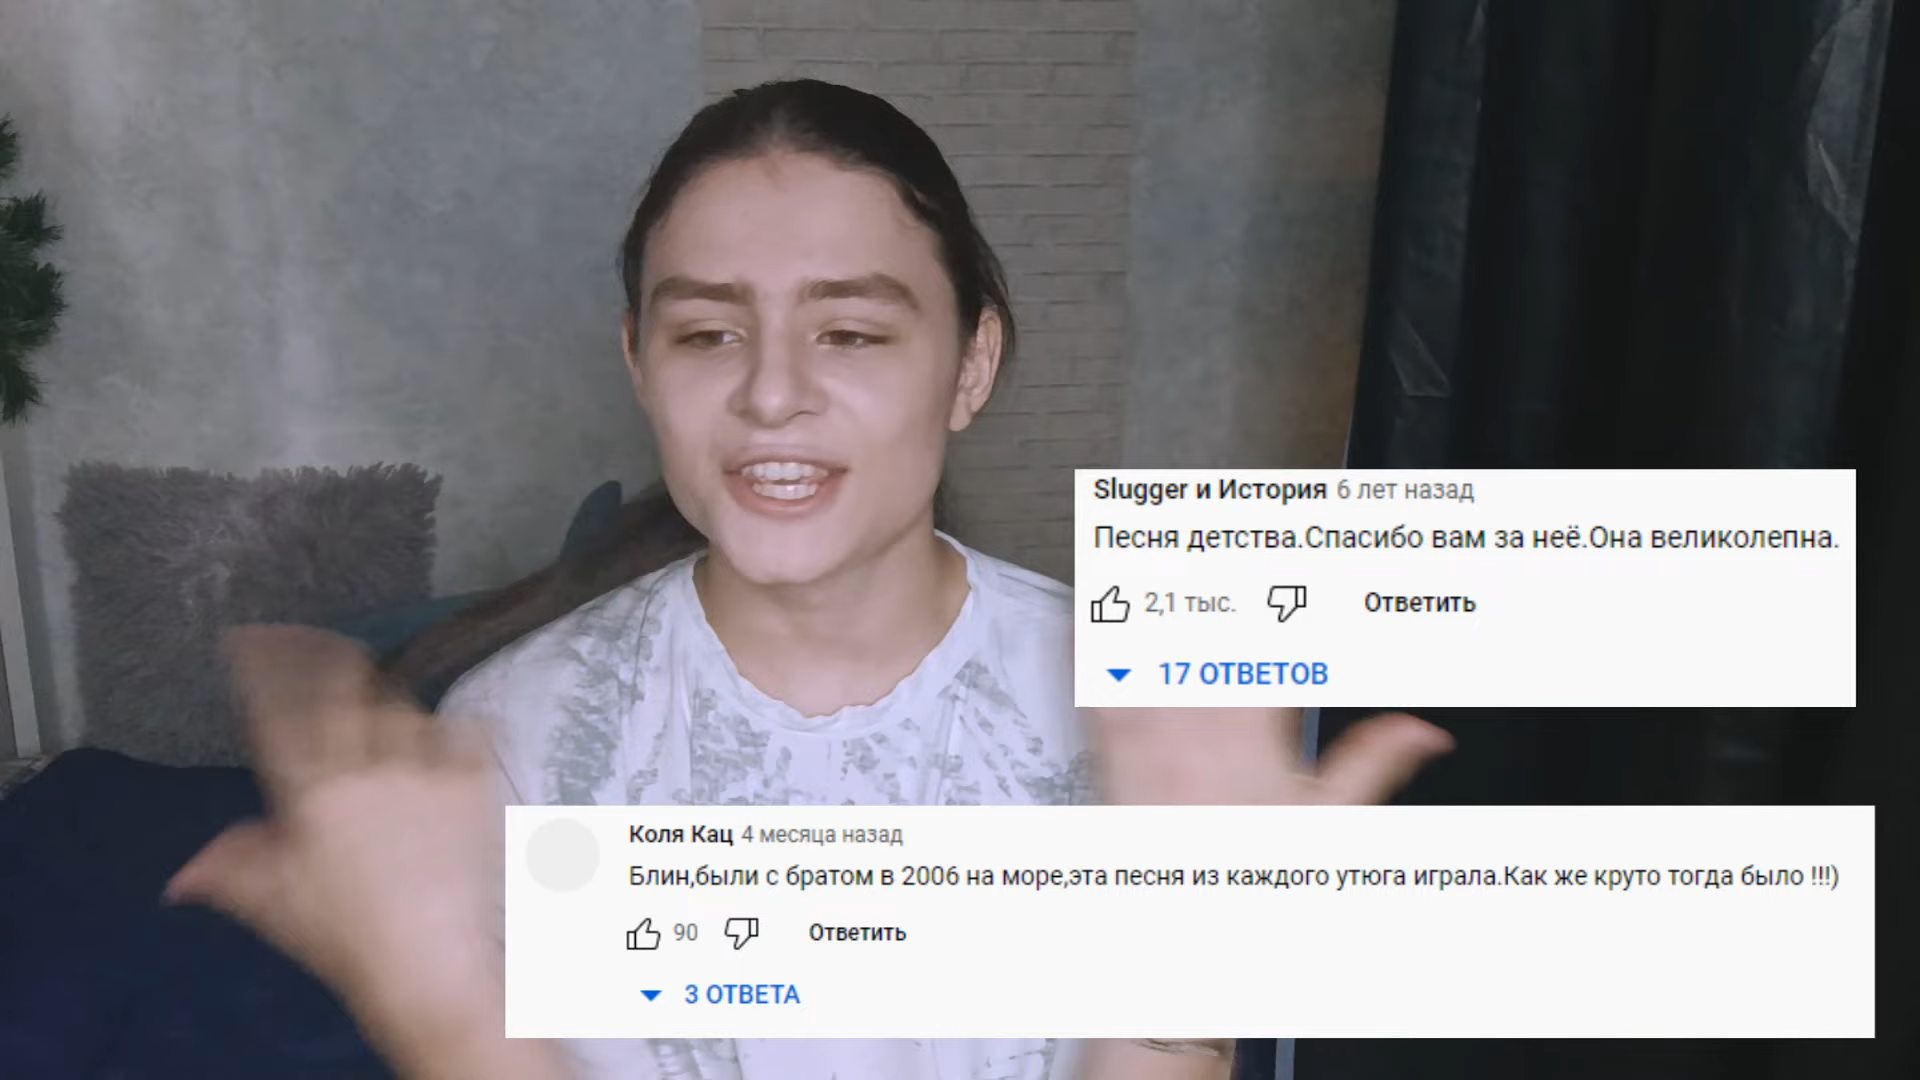 Slugger и История 6 лет назад
Песня детства.Спасибо вам за неё.Она великолепна.
2,1 тыс. Ответить
17 ОТВЕТОВ
Коля Кац 4 месяца назад
Блин,были с братом в 2006 на море,эта песня из каждого утюга играла.Как же круто тогда было !!!)
90 Ответить
3 ОТВЕТА